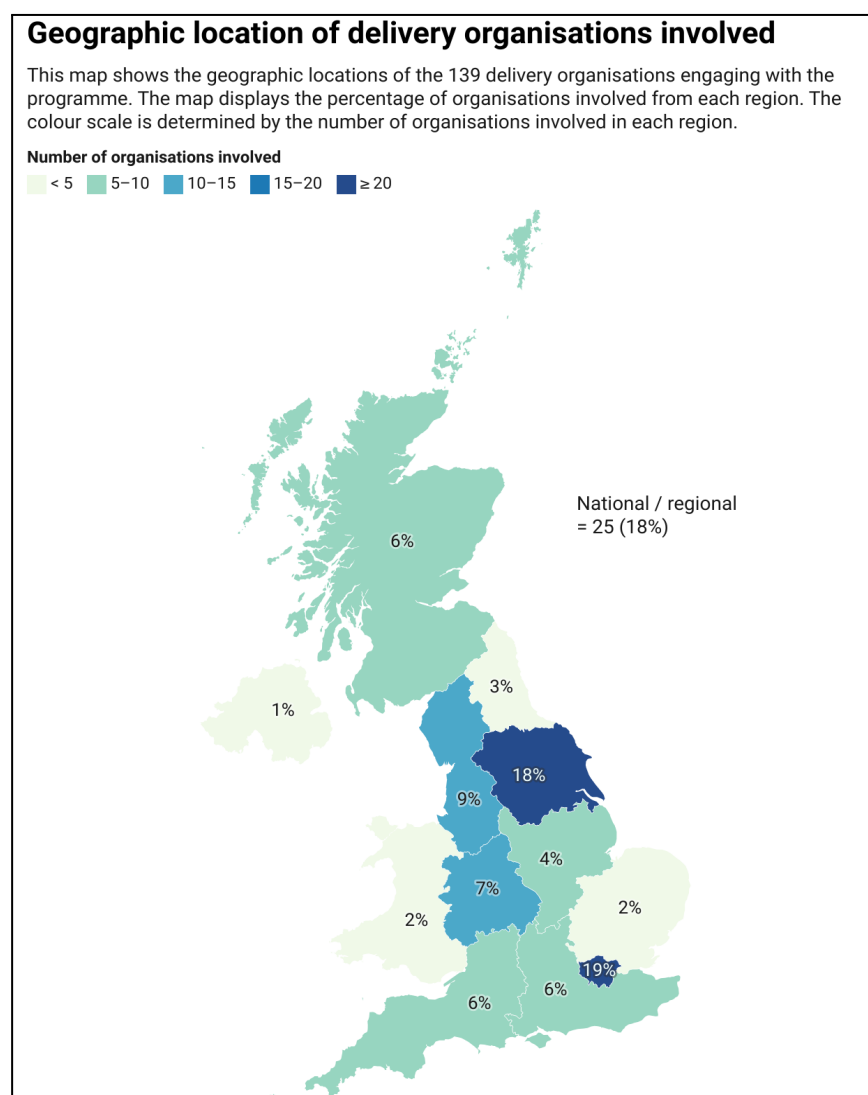 Geographic location of delivery organisations involved
This map shows the geographic locations of the 139 delivery organisations engaging with the
programme. The map displays the percentage of organisations involved from each region. The
colour scale is determined by the number of organisations involved in each region.
Number of organisations involved
< 5 5–10 10–15 15–20 ≥ 20
National / regional
= 25 (18%)
6%
3%
1%
18%
9%
4%
7%
2%
2%
19%
6%
6%